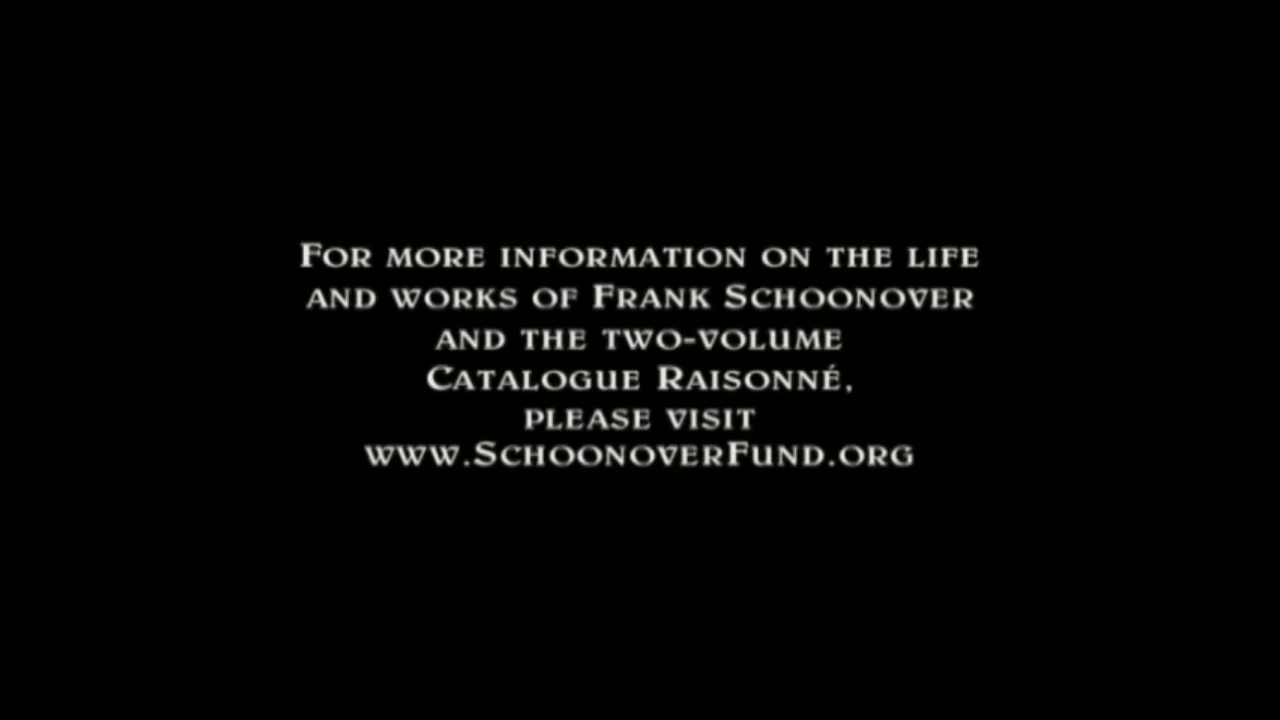 For more information on the life
and works of Frank Schoonover
and the two-volume
Catalogue Raisonné,
please visit
www.SchoonoverFund.org